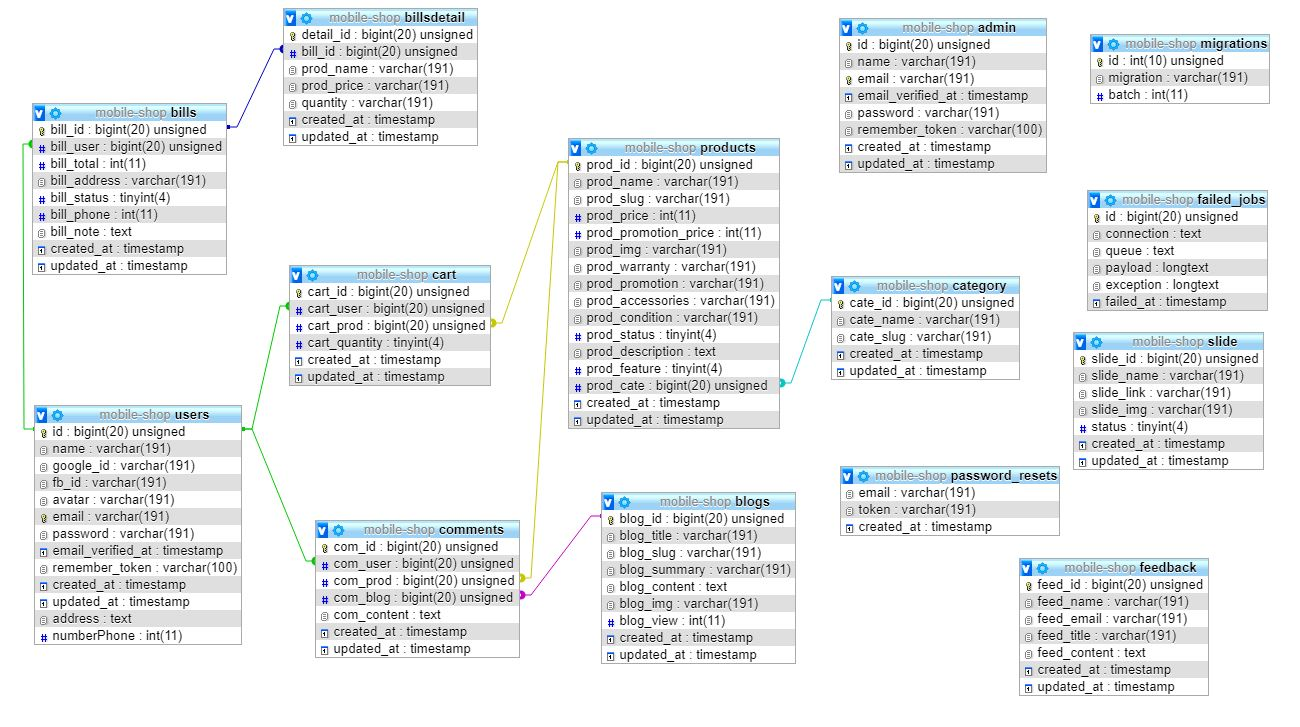 mobile-shop billsdetail
detail_id : bigint(20) unsigned
bill_id : bigint(20) unsigned
prod_name : varchar(191)
prod_price : varchar(191)
quantity : varchar(191)
created_at : timestamp
updated_at : timestamp
mobile-shop bills
bill_id : bigint(20) unsigned
bill_user : bigint(20) unsigned
bill_total : int(11)
bill_address : varchar(191)
bill_status : tinyint(4)
bill_phone : int(11)
bill_note : text
created_at : timestamp
updated_at : timestamp
mobile-shop cart
cart_id : bigint(20) unsigned
cart_user : bigint(20) unsigned
cart_prod : bigint(20) unsigned
cart_quantity : tinyint(4)
created_at : timestamp
updated_at : timestamp
mobile-shop users
id : bigint(20) unsigned
name : varchar(191)
google_id : varchar(191)
fb_id : varchar(191)
avatar : varchar(191)
email : varchar(191)
password : varchar(191)
email_verified_at : timestamp
remember_token : varchar(100)
created_at : timestamp
updated_at : timestamp
address : text
numberPhone : int(11)
mobile-shop comments
com_id : bigint(20) unsigned
com_user : bigint(20) unsigned
com_prod : bigint(20) unsigned
com_blog : bigint(20) unsigned
com_content : text
created_at : timestamp
updated_at : timestamp
mobile-shop products
prod_id : bigint(20) unsigned
prod_name : varchar(191)
prod_slug : varchar(191)
prod_price : int(11)
prod_promotion_price : int(11)
prod_img : varchar(191)
prod_warranty : varchar(191)
prod_promotion : varchar(191)
prod_accessories : varchar(191)
prod_condition : varchar(191)
prod_status : tinyint(4)
prod_description : text
prod_feature : tinyint(4)
prod_cate : bigint(20) unsigned
created_at : timestamp
updated_at : timestamp
mobile-shop blogs
blog_id : bigint(20) unsigned
blog_title : varchar(191)
blog_slug : varchar(191)
blog_summary : varchar(191)
blog_content : text
blog_img : varchar(191)
blog_view : int(11)
created_at : timestamp
updated_at : timestamp
mobile-shop admin
id : bigint(20) unsigned
name : varchar(191)
email : varchar(191)
email_verified_at : timestamp
password : varchar(191)
remember_token : varchar(100)
created_at : timestamp
updated_at : timestamp
mobile-shop category
cate_id : bigint(20) unsigned
cate_name : varchar(191)
cate_slug : varchar(191)
created_at : timestamp
updated_at : timestamp
mobile-shop password_resets
email : varchar(191)
token : varchar(191)
created_at : timestamp
mobile-shop migrations
id : int(10) unsigned
migration : varchar(191)
batch : int(11)
mobile-shop failed_jobs
id : bigint(20) unsigned
connection : text
queue : text
payload : longtext
exception : longtext
failed_at : timestamp
mobile-shop slide
slide_id : bigint(20) unsigned
slide_name : varchar(191)
slide_link : varchar(191)
slide_img : varchar(191)
status : tinyint(4)
created_at : timestamp
updated_at : timestamp
mobile-shop feedback
feed_id : bigint(20) unsigned
feed_name : varchar(191)
feed_email : varchar(191)
feed_title : varchar(191)
feed_content : text
created_at : timestamp
updated_at : timestamp